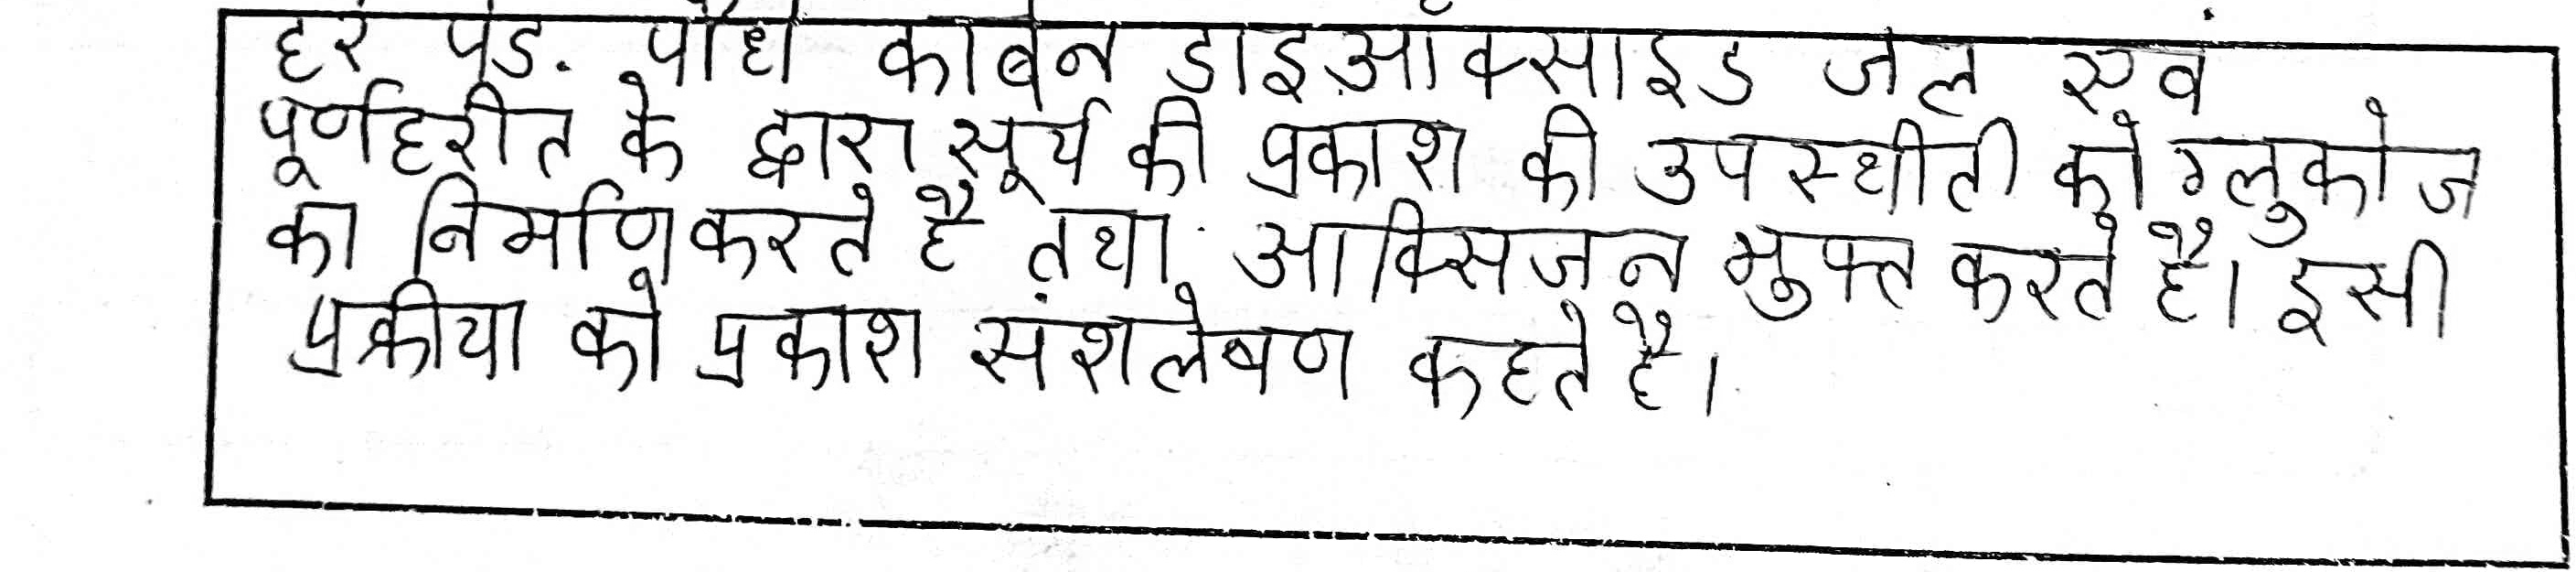 हरे पेड़. पौधे कार्बन डाइऑक्साइड जल एवं
पूर्णहरीत के द्वारा सूर्य की प्रकाश की उपस्थीती को ग्लुकोज
का निर्माण करते है तथा आक्सिजन मुक्त करते है। इसी
प्रक्रीया को प्रकाश संशलेषण कहते है।